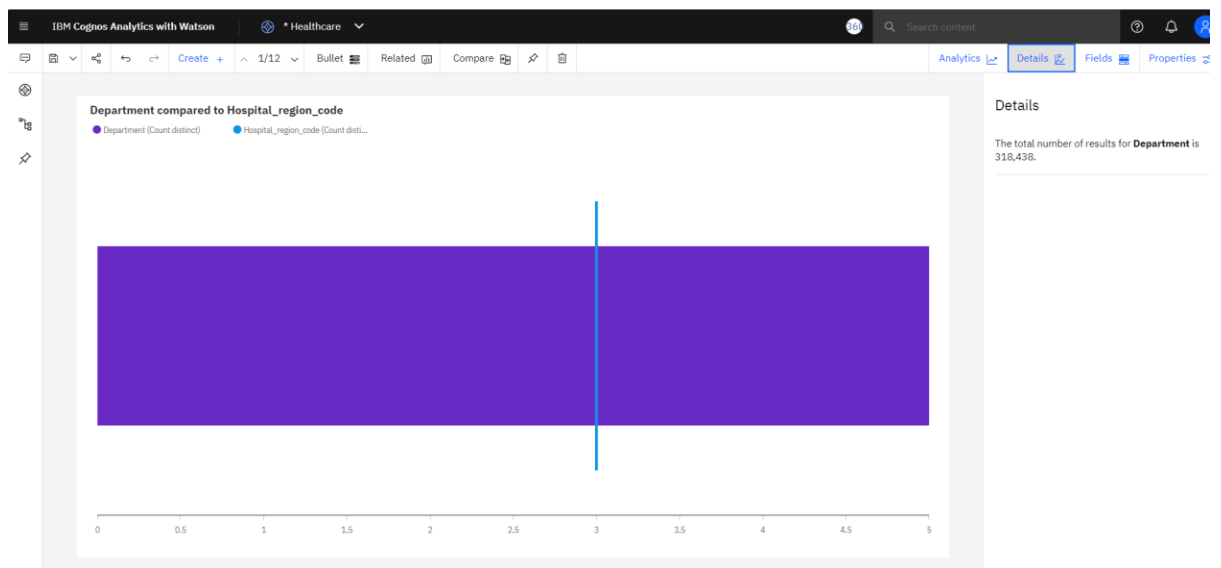 IBM Cognos Analytics with Watson
* Healthcare
Search content
Create +
1/12
Bullet
Related
Compare
Analytics
Details
Fields
Properties
Department compared to Hospital_region_code
Department (Count distinct)
Hospital_region_code (Count disti...
0
0.5
1
1.5
2
2.5
3
3.5
4
4.5
5
Details
The total number of results for Department is
318,438.